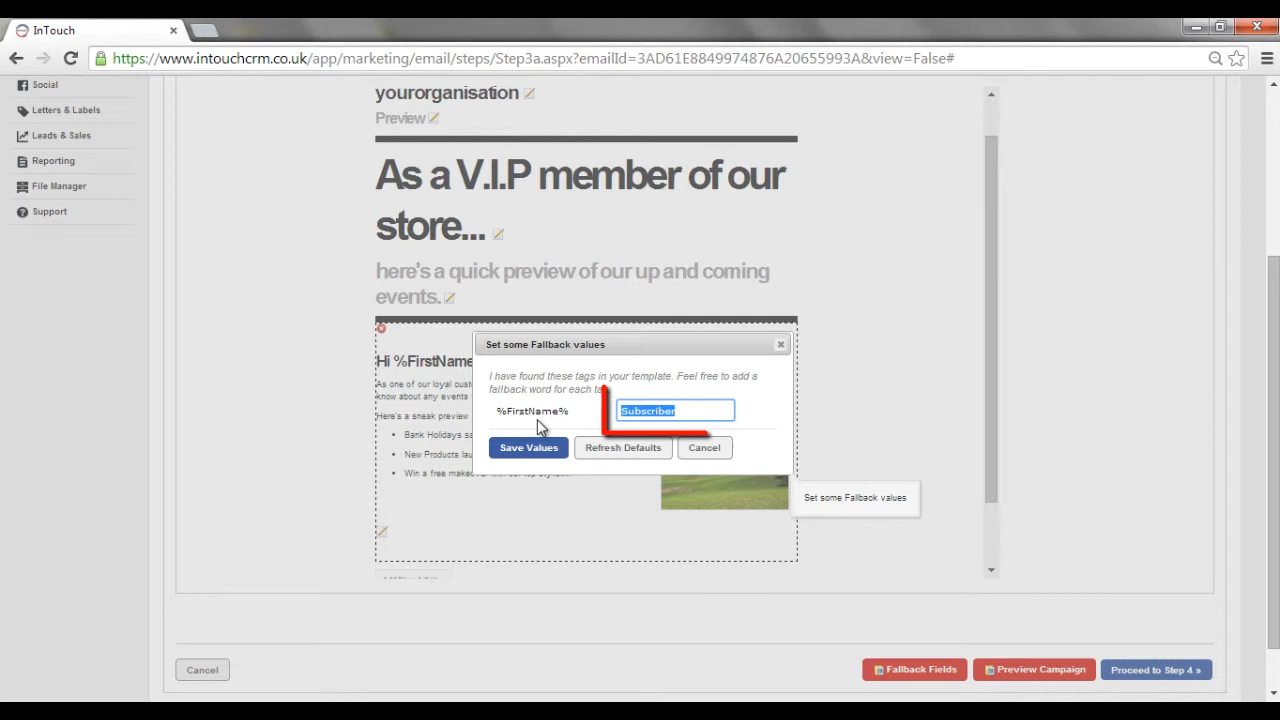 InTouch
https://www.intouchcrm.co.uk/app/marketing/email/steps/Step3a.aspx?emailId=3AD61E8849974876A20655993A&view=False#
Social
Letters & Labels
Leads & Sales
Reporting
File Manager
Support
yourorganisation
Preview
As a V.I.P member of our
store...
here's a quick preview of our up and coming
events.
Hi %FirstName
As one of our loyal cust
know about any events
Here's a sneak preview
Bank Holidays sa
New Products lau
Win a free makeover with our top stylist!
Set some Fallback values
I have found these tags in your template. Feel free to add a
fallback word for each ta
%FirstName%
Subscriber
Save Values
Refresh Defaults
Cancel
Set some Fallback values
Cancel
Fallback Fields
Preview Campaign
Proceed to Step 4 »